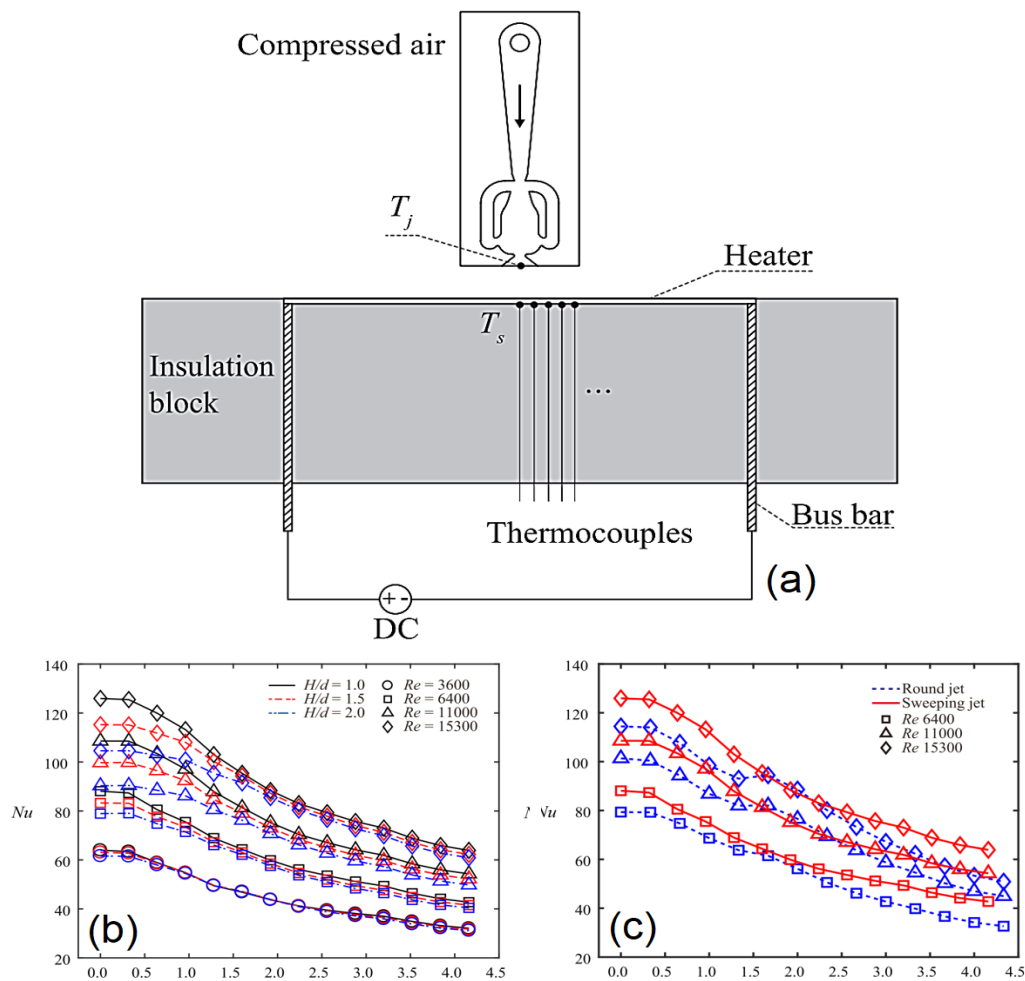 Compressed air
T_j
Heater
T_s
Insulation
block
...
Thermocouples
Bus bar
(a)
+ -
DC
140
120
100
80
60
40
20
Nu
H/d = 1.0
H/d = 1.5
H/d = 2.0
Re = 3600
Re = 6400
Re = 11000
Re = 15300
(b)
0.0 0.5 1.0 1.5 2.0 2.5 3.0 3.5 4.0 4.5
140
120
100
80
60
40
20
Nu
Round jet
Sweeping jet
Re 6400
Re 11000
Re 15300
(c)
0.0 0.5 1.0 1.5 2.0 2.5 3.0 3.5 4.0 4.5